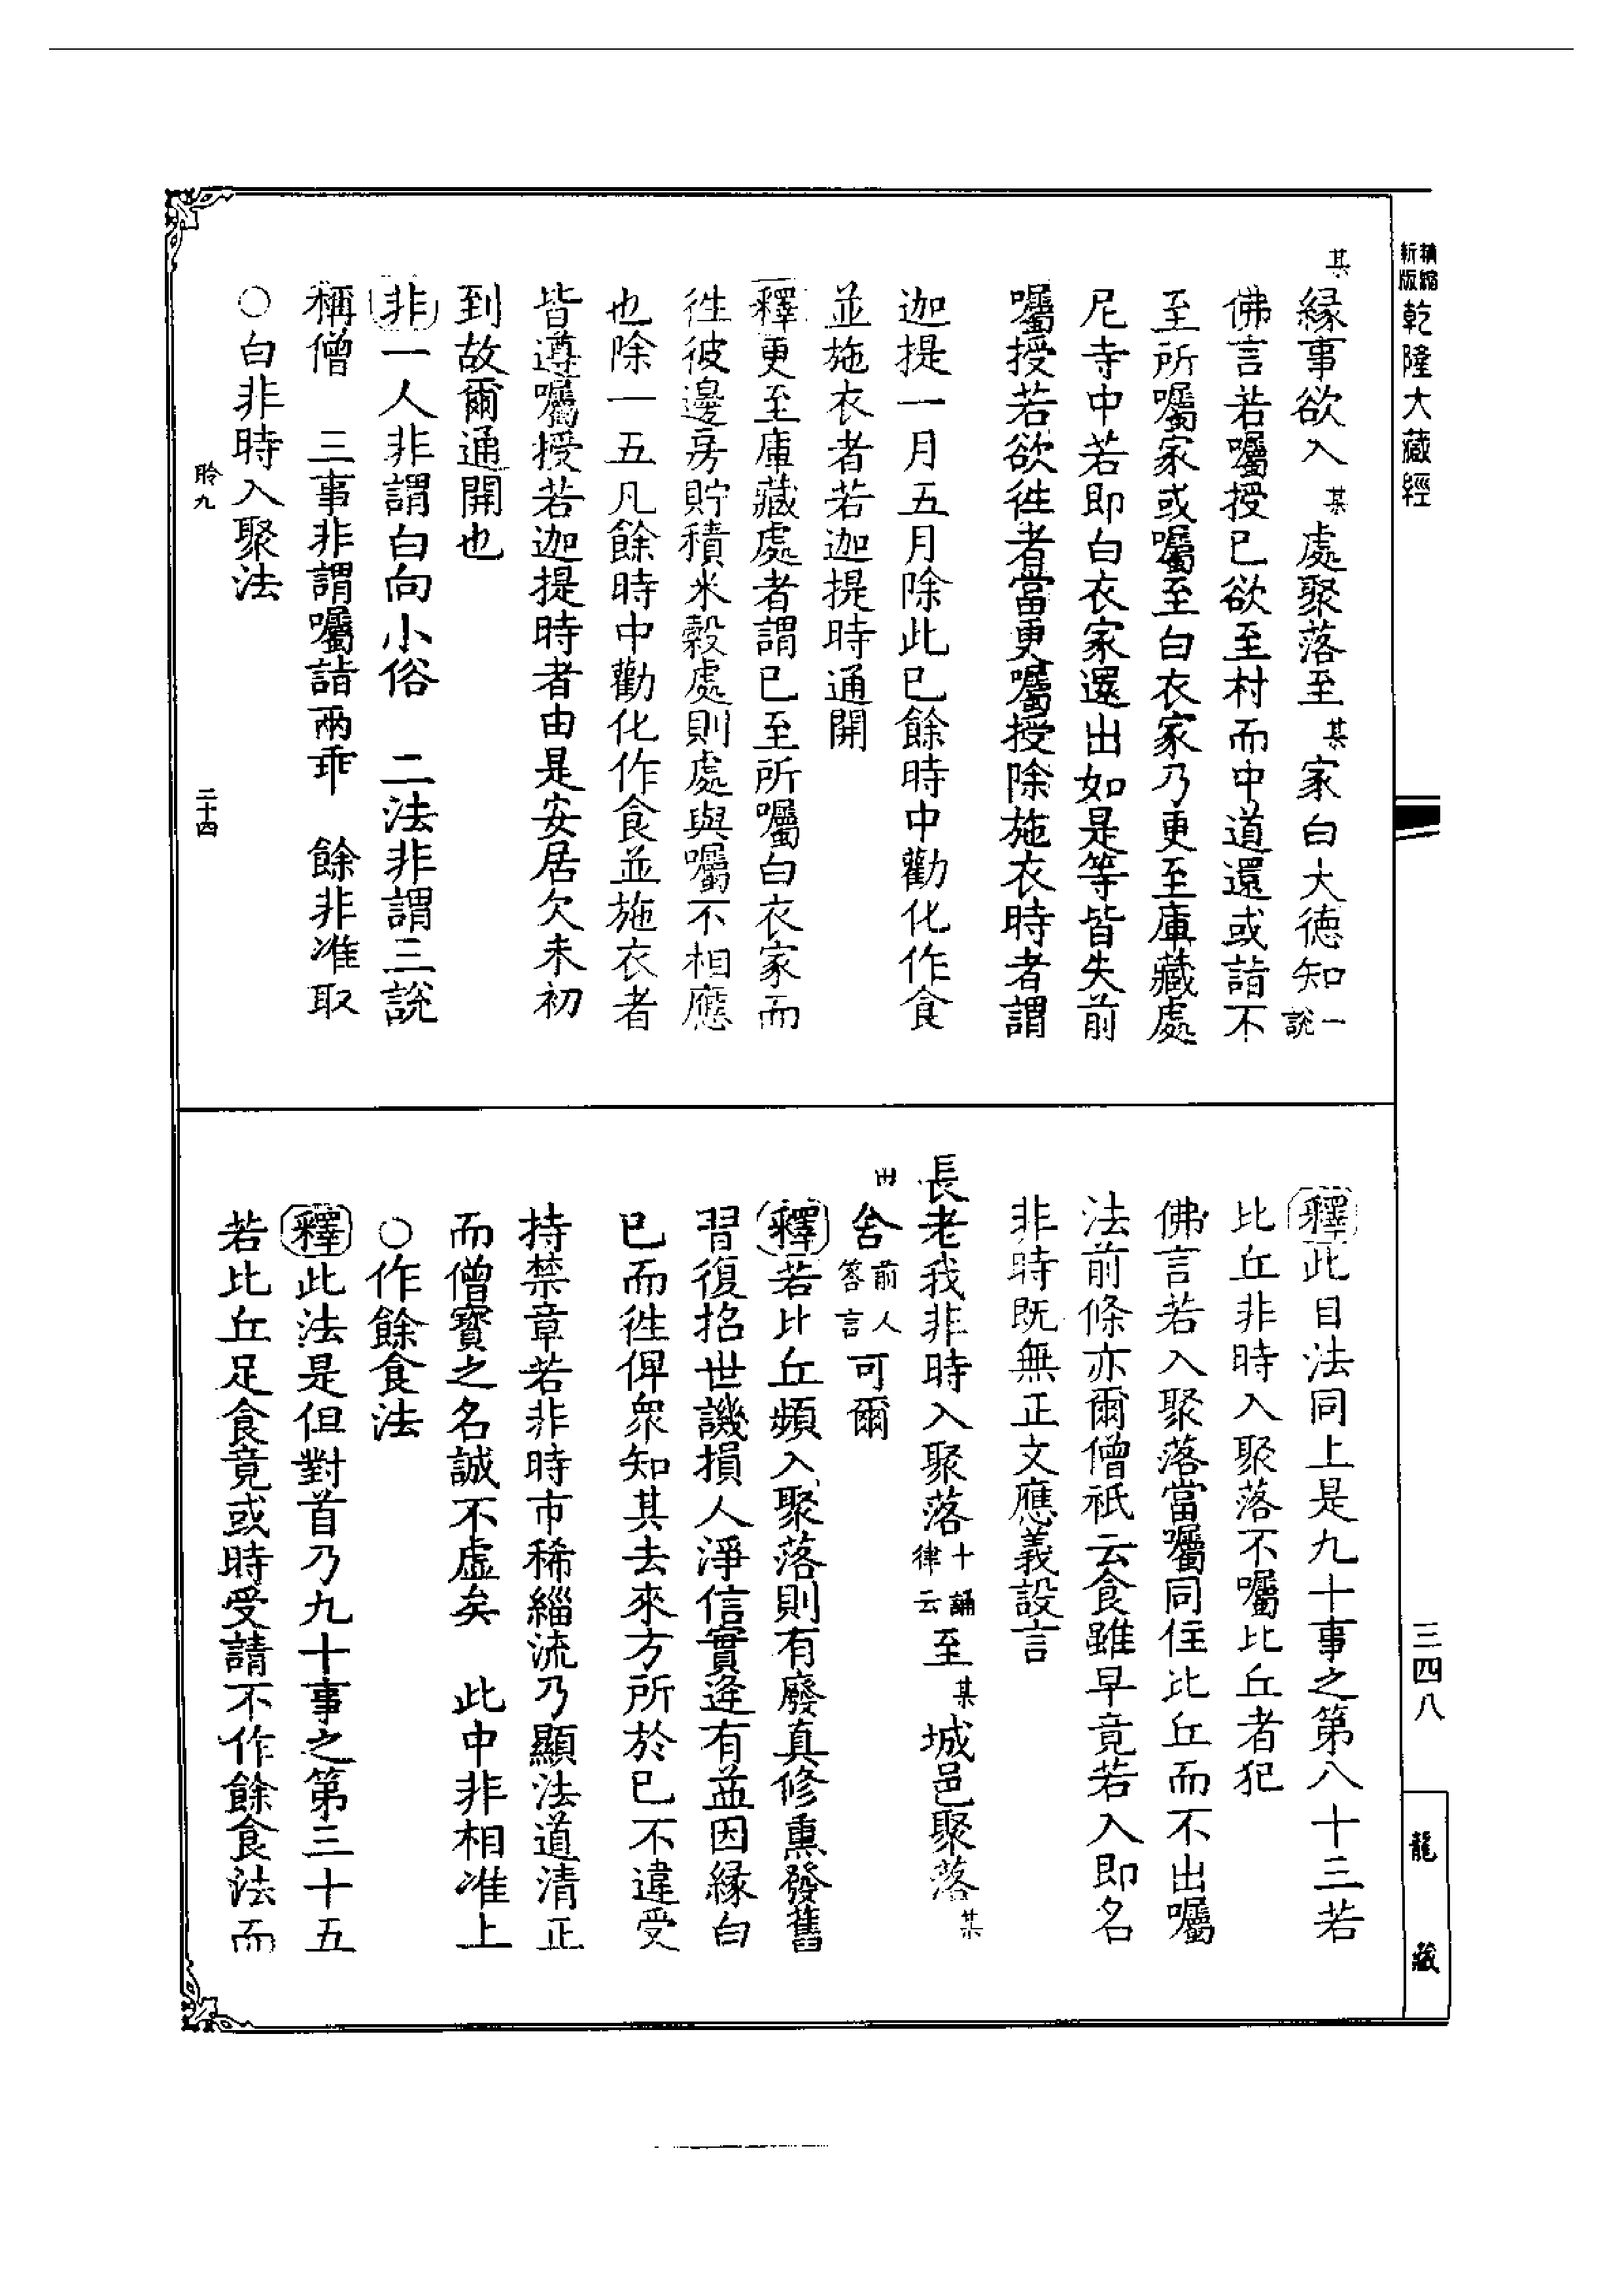 精縮新版乾隆大藏經
某緣事欲入某處聚落至某家白大德知一說
佛言若囑授已欲至村而中道還或詣不
至所囑家或囑至白衣家乃更至庫藏處
尼寺中若即白衣家還出如是等皆失前
囑授若欲徃者當更囑授除施衣時者謂
迦提一月五月除此已餘時中勸化作食
並施衣者若迦提時通開
釋更至庫藏處者謂已至所囑白衣家而
徃彼邊房貯積米穀處則處與囑不相應
也除一五凡餘時中勸化作食並施衣者
皆遵囑授若迦提時者由是安居欠未初
到故爾通開也
非一人非謂白向小俗　二法非謂三說
稱僧　三事非謂囑詣兩乖　餘非准取
○白非時入聚法
聆九　二十四
三四八
龍藏
釋此目法同上是九十事之第八十三若
比丘非時入聚落不囑比丘者犯
佛言若入聚落當囑同住比丘而不出囑
法前條亦爾僧祇云食雖早竟若入即名
非時既無正文應義設言
長老我非時入聚落十誦律云至某城邑聚落某
舍前人答言可爾
釋若比丘頻入聚落則有廢真修熏發舊
習復招世譏損人淨信實逢有益因緣白
已而徃俾眾知其去來方所於已不違受
持禁章若非時市稀緇流乃顯法道清正
而僧寳之名誠不虛矣　此中非相准上
○作餘食法
釋此法是但對首乃九十事之第三十五
若比丘足食竟或時受請不作餘食法而